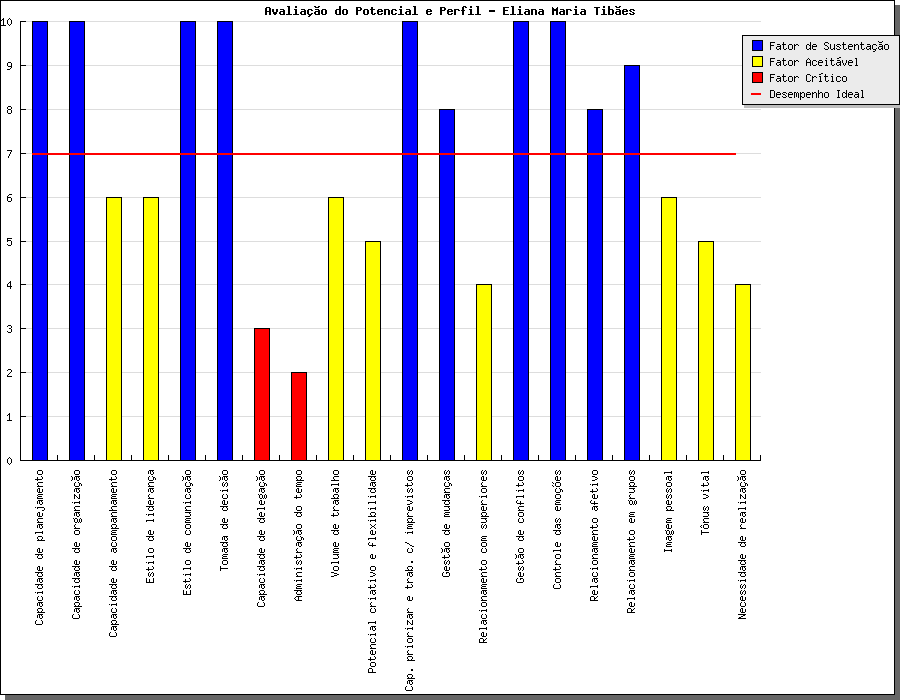 Avaliação do Potencial e Perfil - Eliana Maria Tibães
Fator de Sustentação
Fator Aceitável
Fator Crítico
Desempenho Ideal
10
9
8
7
6
5
4
3
2
1
0
Capacidade de planejamento
Capacidade de organização
Capacidade de acompanhamento
Estilo de liderança
Estilo de comunicação
Tomada de decisão
Capacidade de delegação
Administração do tempo
Volume de trabalho
Potencial criativo e flexibilidade
Cap. priorizar e trab. c/ imprevistos
Gestão de mudanças
Relacionamento com superiores
Gestão de conflitos
Controle das emoções
Relacionamento afetivo
Relacionamento em grupos
Imagem pessoal
Tônus vital
Necessidade de realização